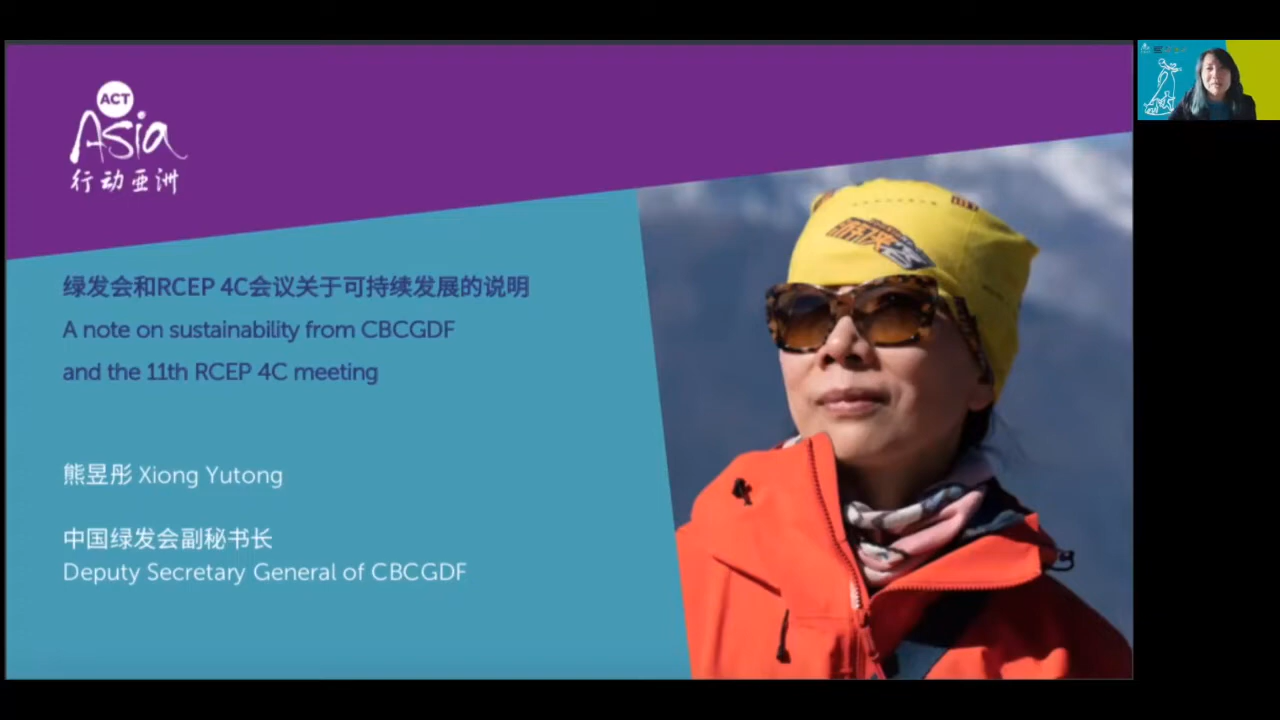 ACT
Asia
行动亚洲
绿发会和RCEP 4C会议关于可持续发展的说明
A note on sustainability from CBCGDF
and the 11th RCEP 4C meeting
熊昱彤 Xiong Yutong
中国绿发会副秘书长
Deputy Secretary General of CBCGDF